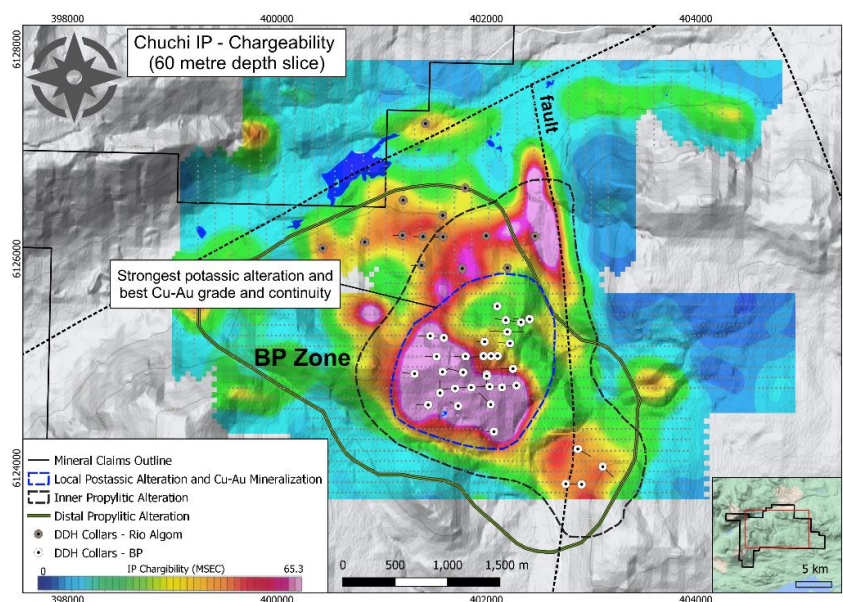 398000
400000
402000
404000
6128000
Chuchi IP - Chargeability
(60 metre depth slice)
fault
6126000
Strongest potassic alteration and
best Cu-Au grade and continuity
BP Zone
6124000
Mineral Claims Outline
Local Postassic Alteration and Cu-Au Mineralization
Inner Propylitic Alteration
Distal Propylitic Alteration
DDH Collars - Rio Algom
DDH Collars - BP
0
IP Chargibility (MSEC)
65.3
0
500
1,000
1,500 m
5 km
398000
400000
402000
404000